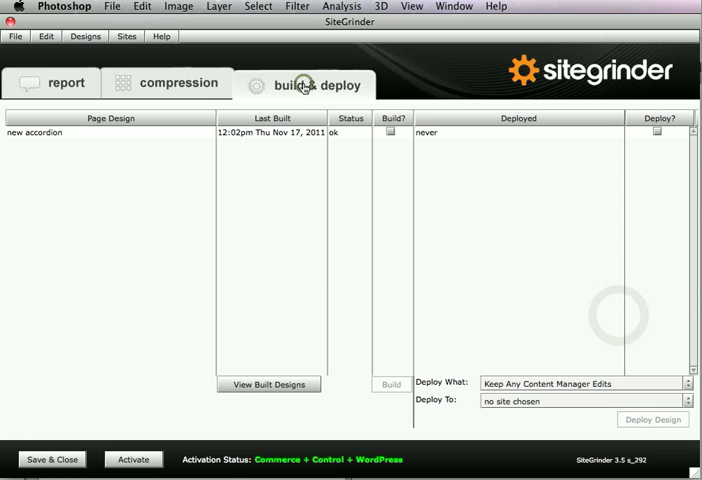 Photoshop File Edit Image Layer Select Filter Analysis 3D View Window Help
SiteGrinder
File Edit Designs Sites Help
report compression build & deploy sitegrinder
Page Design Last Built Status Build? Deployed Deploy?
new accordion 12:02pm Thu Nov 17, 2011 ok never
Deploy What: Keep Any Content Manager Edits
View Built Designs Build
Deploy To: no site chosen
Deploy Design
Save & Close Activate Activation Status: Commerce + Control + WordPress SiteGrinder 3.5 s_292